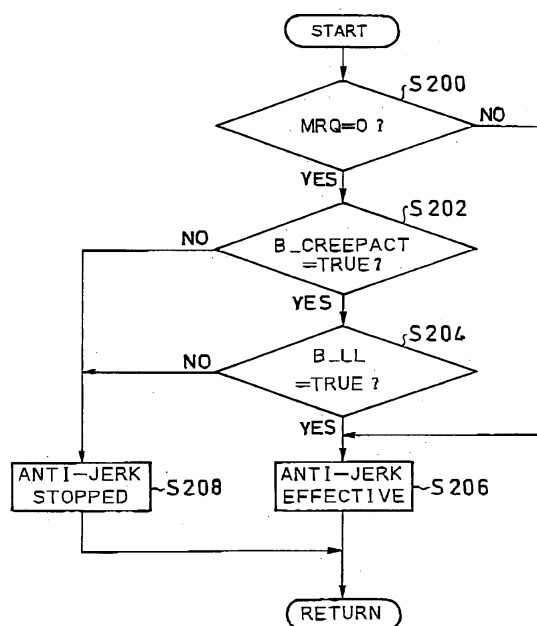 START
S200
MRQ=0 ?
NO
YES
S202
NO
B_CREEPACT
=TRUE?
YES
S204
NO
B_LL
=TRUE ?
YES
ANTI-JERK
STOPPED
S208
ANTI-JERK
EFFECTIVE
S206
RETURN